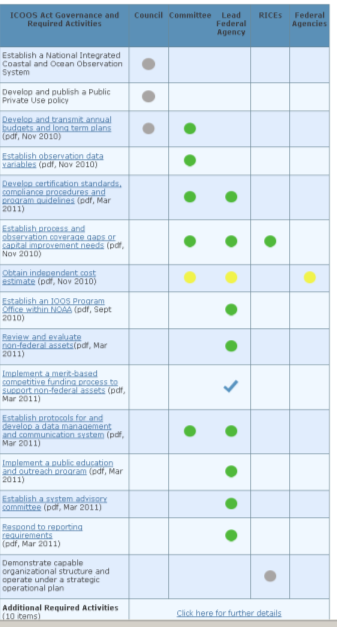 ICOOS Act Governance and Required Activities
Council
Committee
Lead Federal Agency
RICEs
Federal Agencies
Establish a National Integrated
Coastal and Ocean Observation
System
Develop and publish a Public
Private Use policy
Develop and transmit annual
budgets and long term plans
(pdf, Nov 2010)
Establish observation data
variables (pdf, Nov 2010)
Develop certification standards,
compliance procedures and
program guidelines (pdf, Mar
2011)
Establish process and
observation coverage gaps or
capital improvement needs (pdf,
Nov 2010)
Obtain independent cost
estimate (pdf, Nov 2010)
Establish an IOOS Program
Office within NOAA (pdf, Sept
2010)
Review and evaluate
non-federal assets(pdf, Mar
2011)
Implement a merit-based
competitive funding process to
support non-federal assets (pdf,
Mar 2011)
Establish protocols for and
develop a data management
and communication system (pdf,
Mar 2011)
Implement a public education
and outreach program (pdf, Mar
2011)
Establish a system advisory
committee (pdf, Mar 2011)
Respond to reporting
requirements
(pdf, Mar 2011)
Demonstrate capable
organizational structure and
operate under a strategic
operational plan
Additional Required Activities
(10 items)
Click here for further details